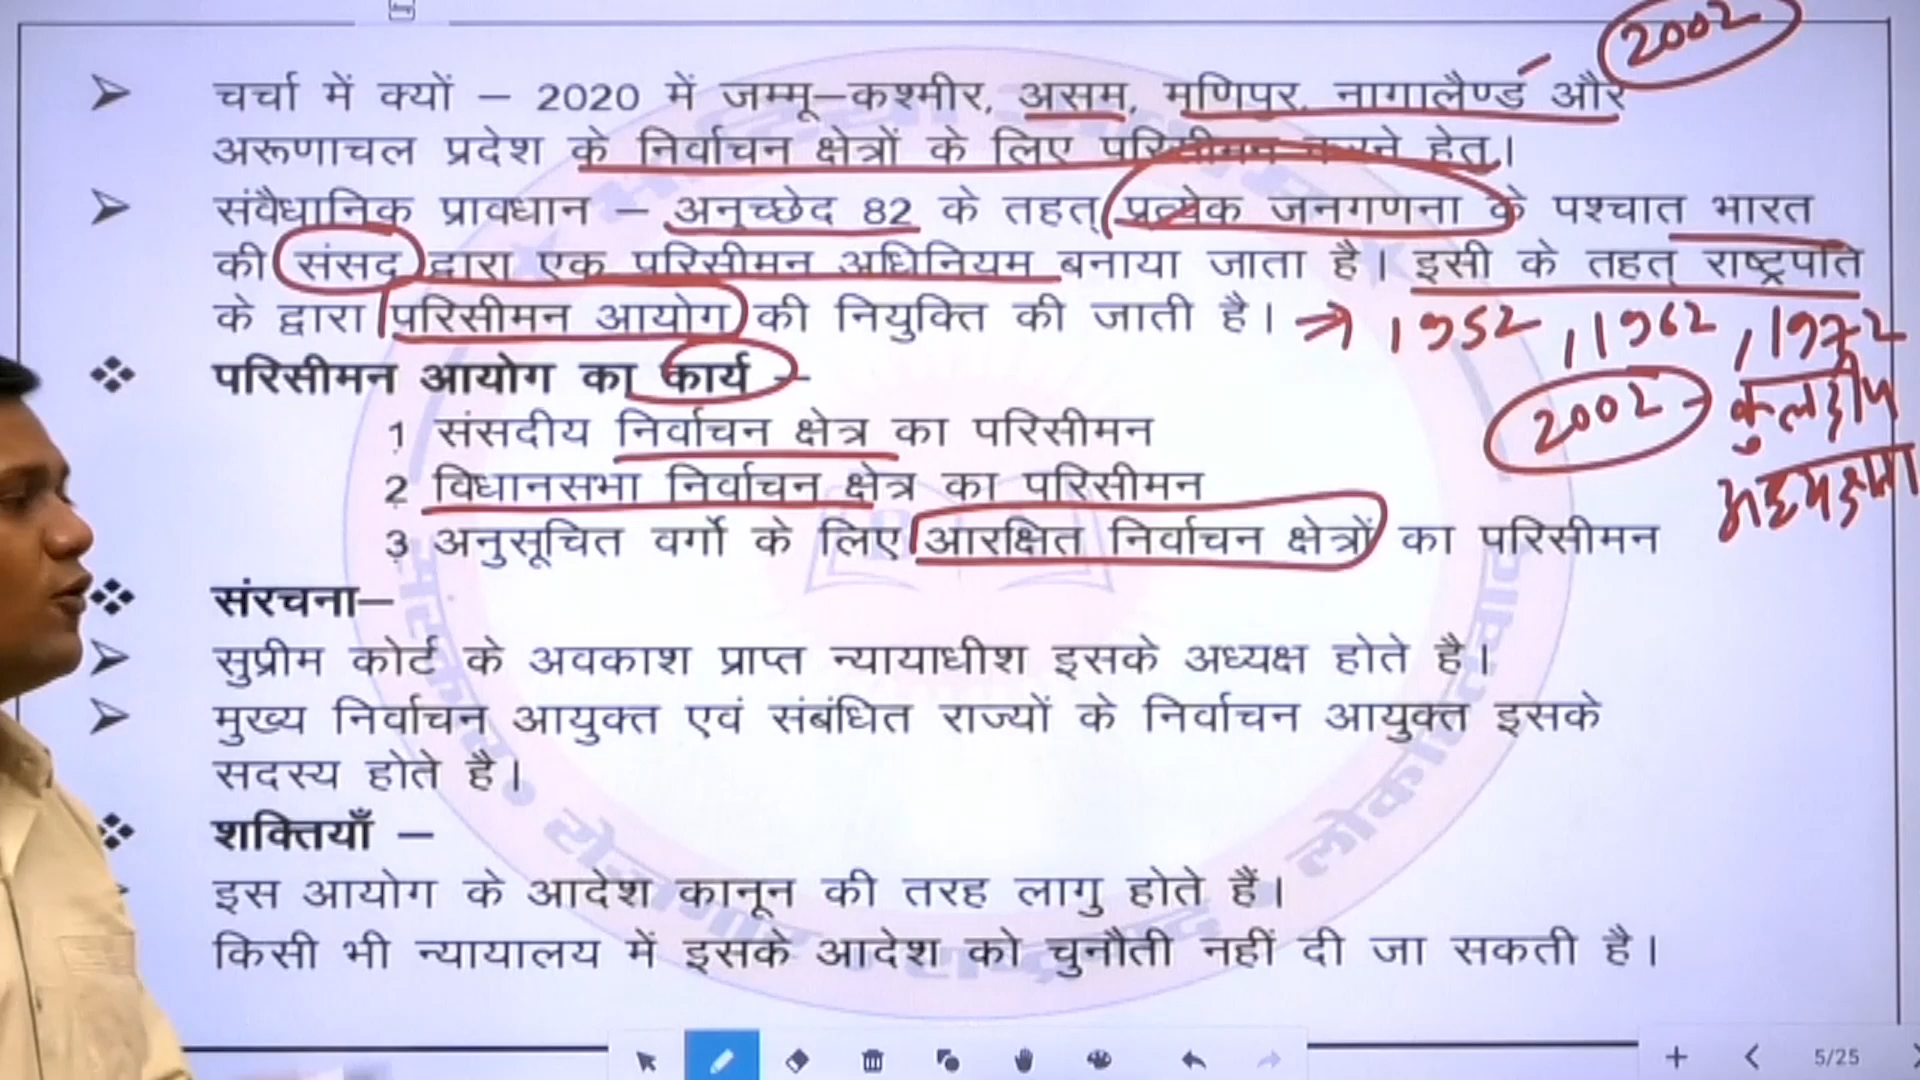 2002
➢ चर्चा में क्यों – 2020 में जम्मू–कश्मीर, असम, मणिपुर, नागालैण्ड और
अरूणाचल प्रदेश के निर्वाचन क्षेत्रों के लिए परिसीमन करने हेतु।
➢ संवैधानिक प्रावधान – अनुच्छेद 82 के तहत् प्रत्येक जनगणना के पश्चात भारत
की संसद द्वारा एक परिसीमन अधिनियम बनाया जाता है। इसी के तहत् राष्ट्रपति
के द्वारा परिसीमन आयोग की नियुक्ति की जाती है। → 1952, 1962, 1972
❖ परिसीमन आयोग का कार्य –
2002 → कुलदीप
1 संसदीय निर्वाचन क्षेत्र का परिसीमन
2 विधानसभा निर्वाचन क्षेत्र का परिसीमन
3 अनुसूचित वर्गो के लिए आरक्षित निर्वाचन क्षेत्रों का परिसीमन
❖ संरचना–
➢ सुप्रीम कोर्ट के अवकाश प्राप्त न्यायाधीश इसके अध्यक्ष होते है।
➢ मुख्य निर्वाचन आयुक्त एवं संबंधित राज्यों के निर्वाचन आयुक्त इसके
सदस्य होते है।
❖ शक्तियाँ –
इस आयोग के आदेश कानून की तरह लागु होते हैं।
किसी भी न्यायालय में इसके आदेश को चुनौती नहीं दी जा सकती है।
5/25